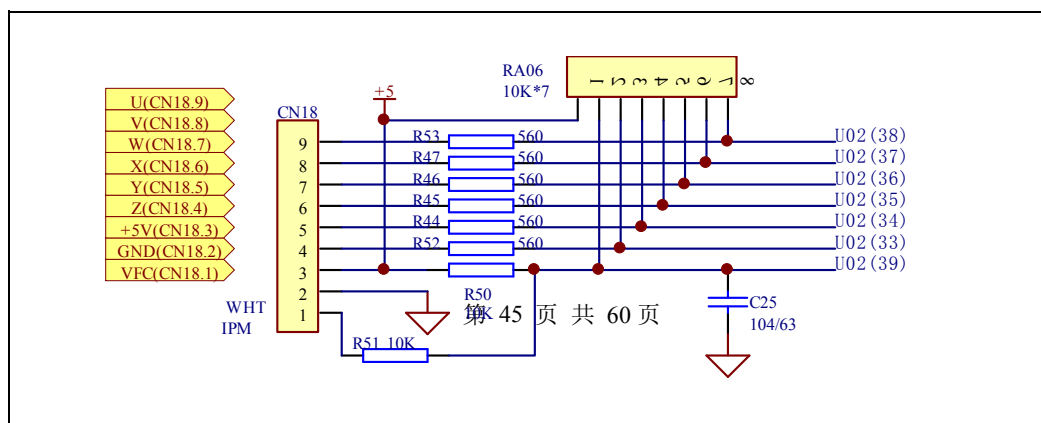 RA06
10K*7
1 2 3 4 5 6 7 8
+5
U(CN18.9)
V(CN18.8)
W(CN18.7)
X(CN18.6)
Y(CN18.5)
Z(CN18.4)
+5V(CN18.3)
GND(CN18.2)
VFC(CN18.1)
CN18
9
8
7
6
5
4
3
2
1
WHT
IPM
R53 560
R47 560
R46 560
R45 560
R44 560
R52 560
R50
10K
R51 10K
U02(38)
U02(37)
U02(36)
U02(35)
U02(34)
U02(33)
U02(39)
C25
104/63
第 45 页 共 60 页